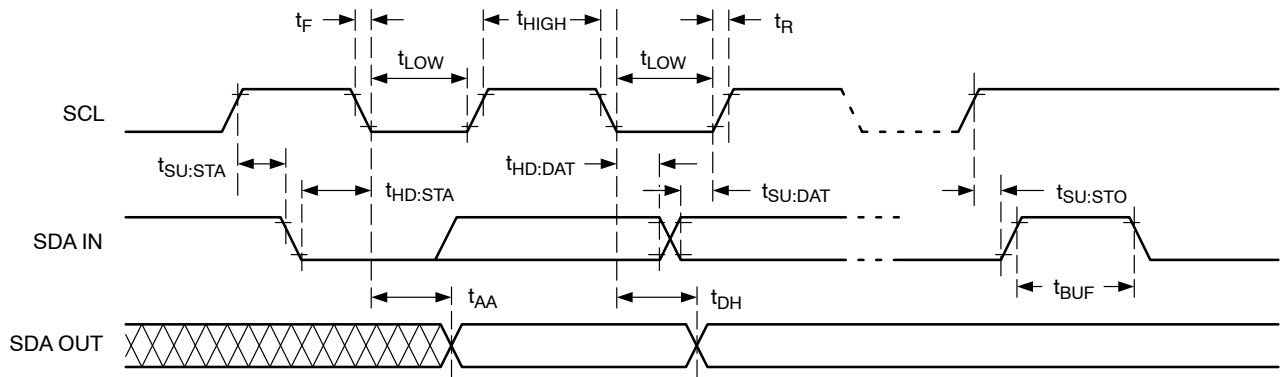 tF
tHIGH
tR
tLOW
tLOW
SCL
tSU:STA
tHD:STA
tHD:DAT
tSU:DAT
tSU:STO
SDA IN
tAA
tDH
tBUF
SDA OUT